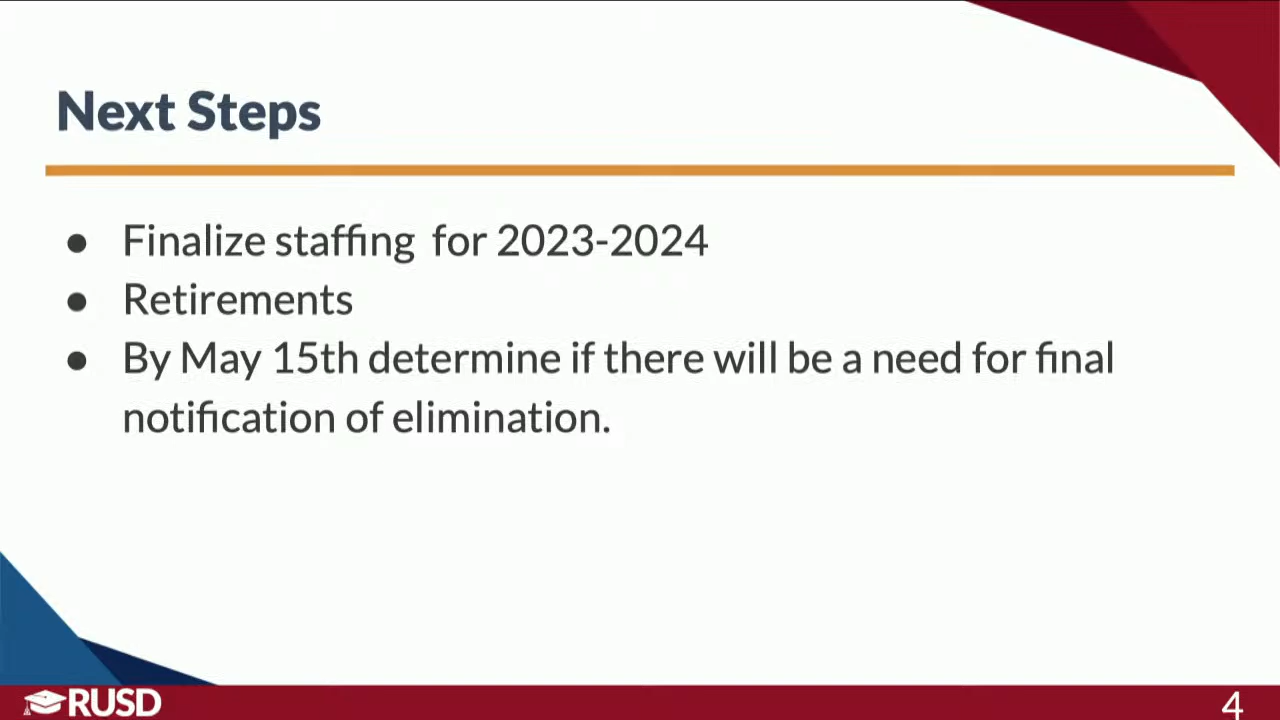 Next Steps
● Finalize staffing  for 2023-2024
● Retirements
● By May 15th determine if there will be a need for final
notification of elimination.
RUSD
4